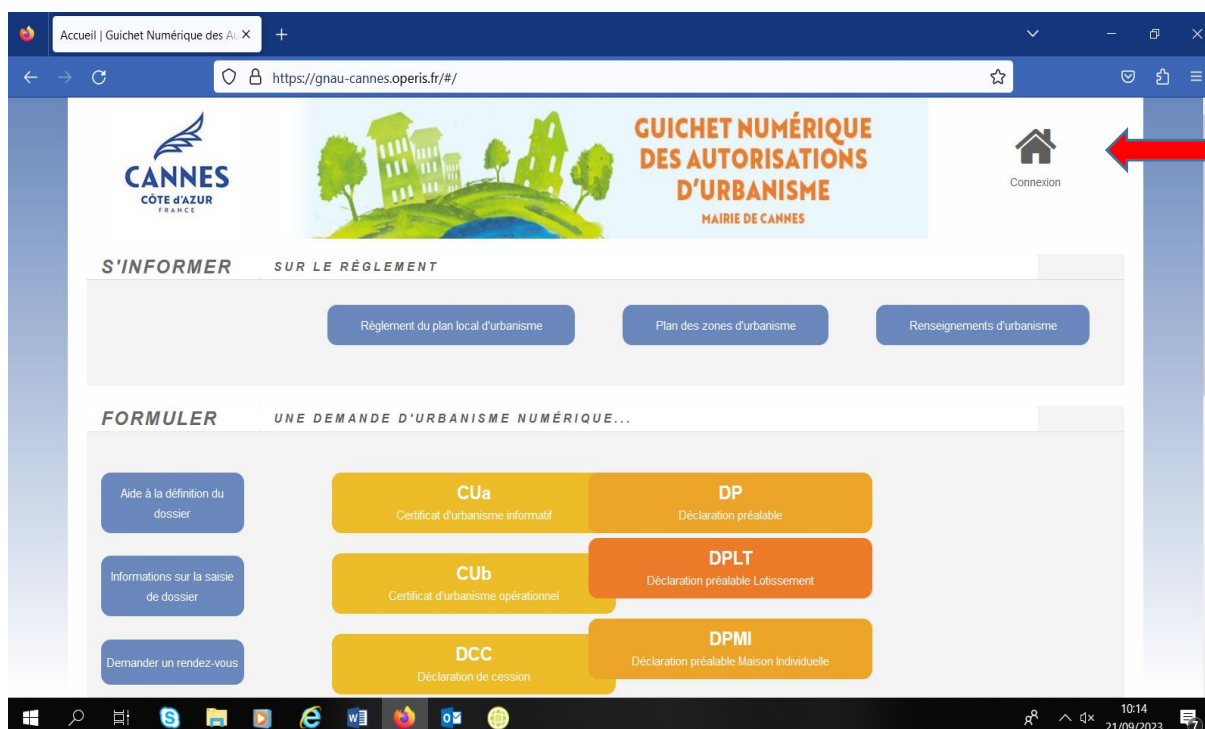 Accueil | Guichet Numérique des Au
https://gnau-cannes.operis.fr/#/
CANNES
CÔTE d'AZUR
FRANCE
GUICHET NUMÉRIQUE
DES AUTORISATIONS
D'URBANISME
MAIRIE DE CANNES
Connexion
S'INFORMER SUR LE RÈGLEMENT
Règlement du plan local d'urbanisme
Plan des zones d'urbanisme
Renseignements d'urbanisme
FORMULER UNE DEMANDE D'URBANISME NUMÉRIQUE...
Aide à la définition du
dossier
Informations sur la saisie
de dossier
Demander un rendez-vous
CUa
Certificat d'urbanisme informatif
CUb
Certificat d'urbanisme opérationnel
DCC
Déclaration de cession
DP
Déclaration préalable
DPLT
Déclaration préalable Lotissement
DPMI
Déclaration préalable Maison Individuelle
10:14
21/09/2023
7